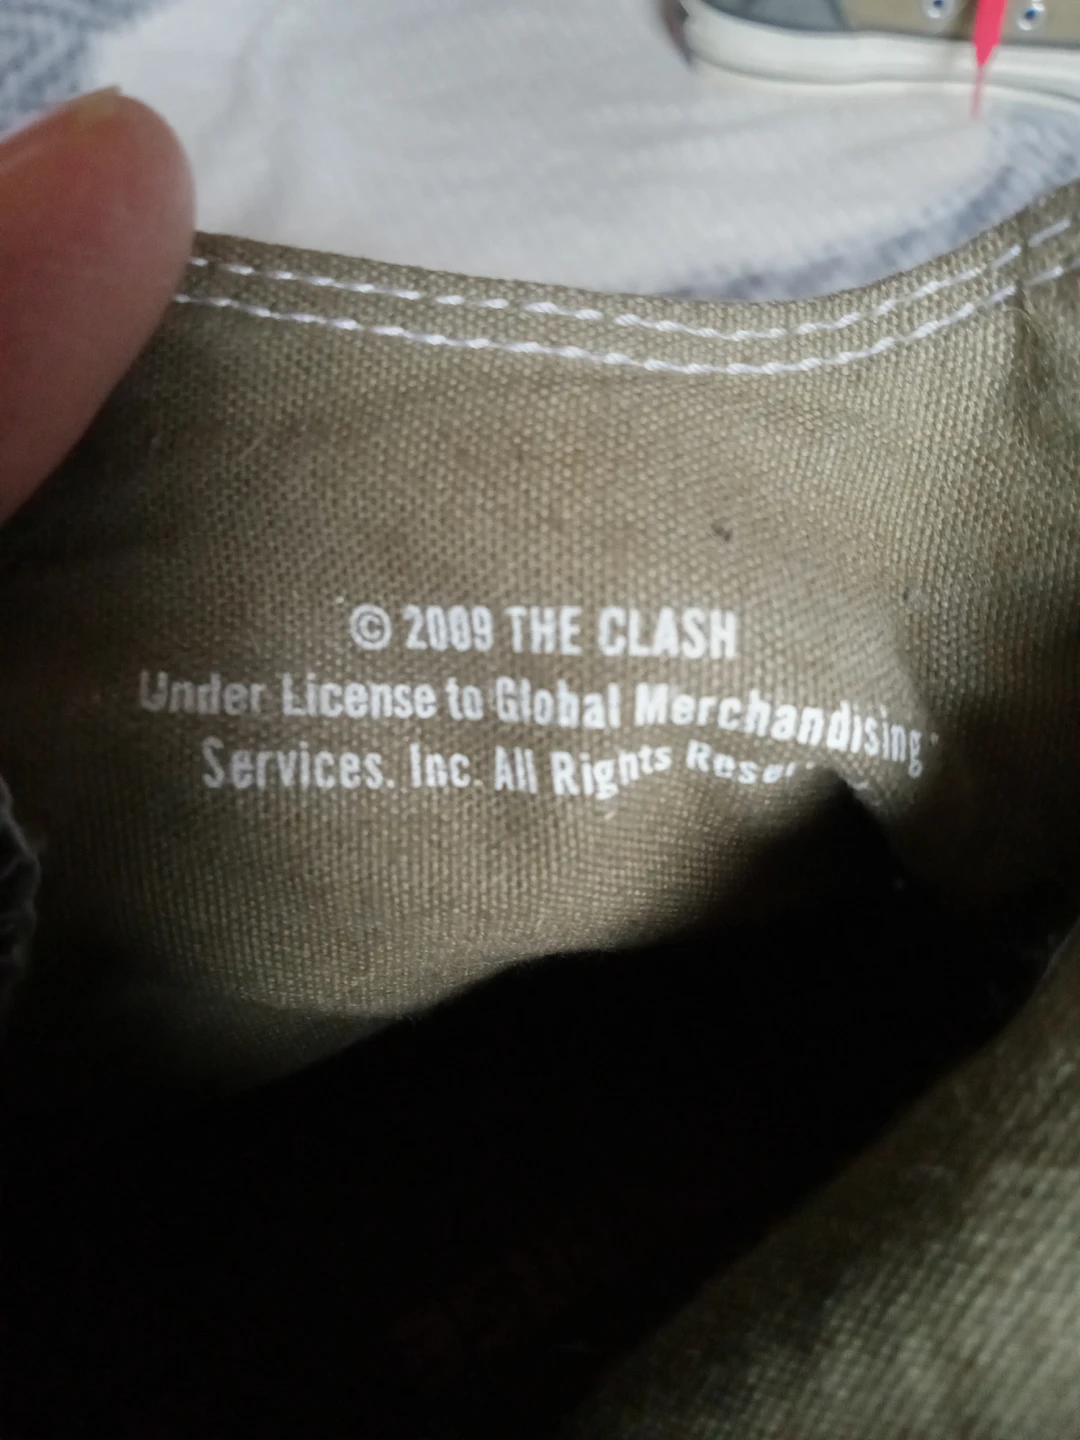 © 2009 THE CLASH
Under License to Global Merchandising
Services. Inc. All Rights